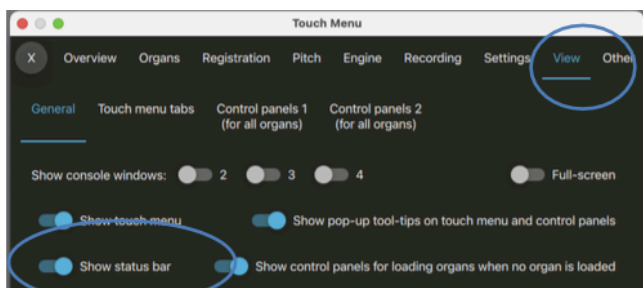 Touch Menu
X Overview Organs Registration Pitch Engine Recording Settings View Other
General Touch menu tabs Control panels 1 Control panels 2
(for all organs) (for all organs)
Show console windows: 2 3 4 Full-screen
Show touch menu Show pop-up tool-tips on touch menu and control panels
Show status bar Show control panels for loading organs when no organ is loaded